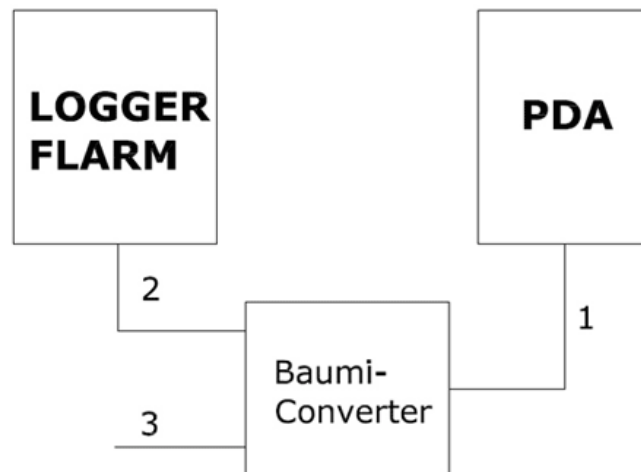 LOGGER
FLARM
PDA
2
1
Baumi-
Converter
3